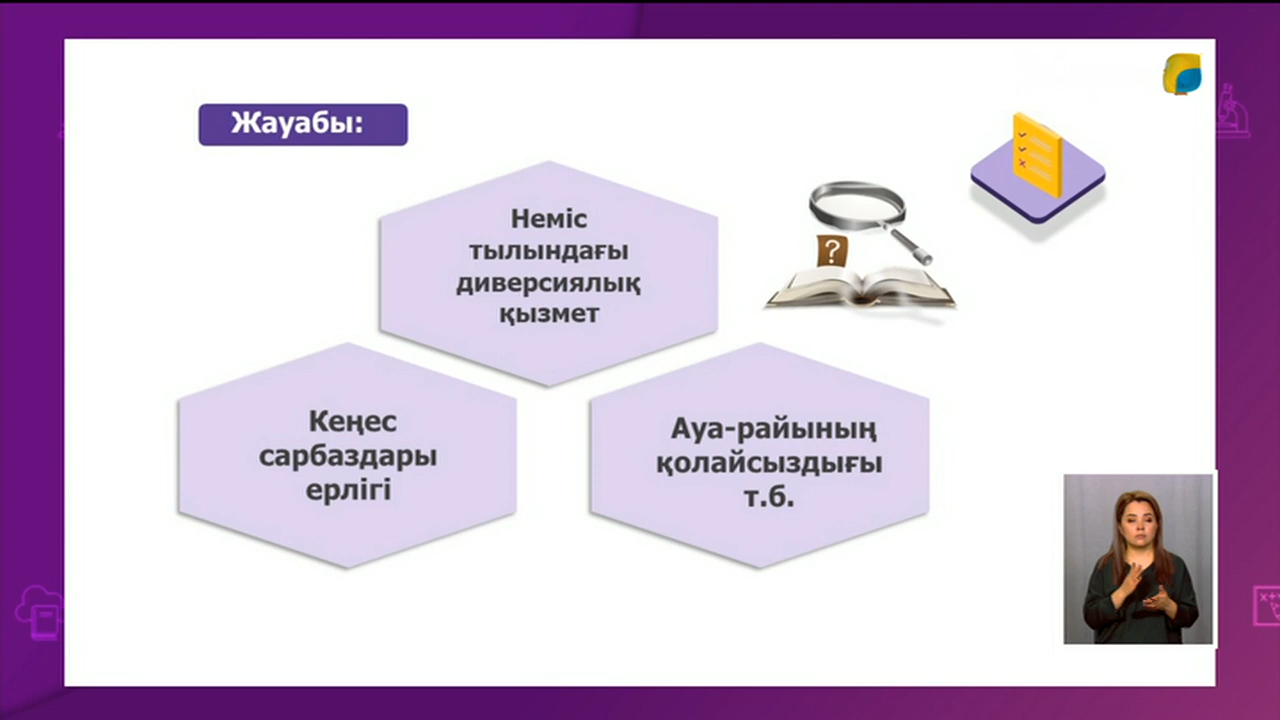 Жауабы:
Неміс
тылындағы
диверсиялық
қызмет
?
Кеңес
сарбаздары
ерлігі
Ауа-райының
қолайсыздығы
т.б.